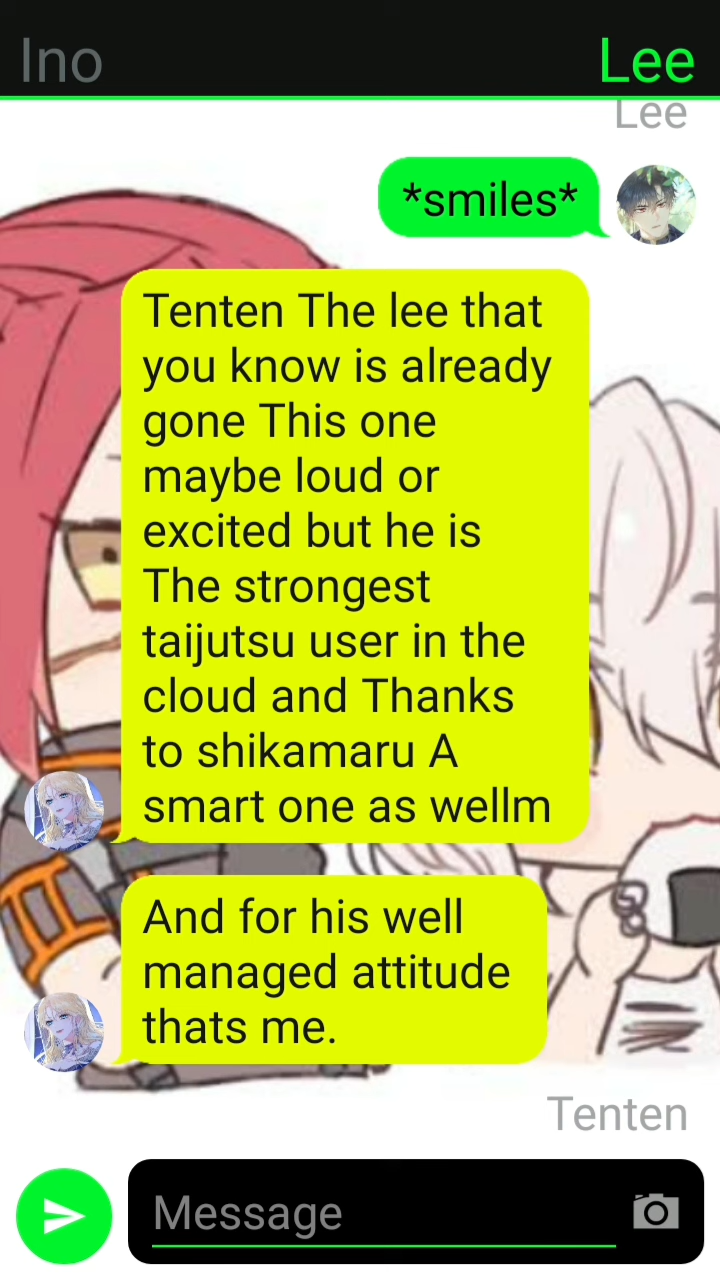 Ino
Lee
Lee
*smiles*
Tenten The lee that
you know is already
gone This one
maybe loud or
excited but he is
The strongest
taijutsu user in the
cloud and Thanks
to shikamaru A
smart one as wellm
And for his well
managed attitude
thats me.
Tenten
Message